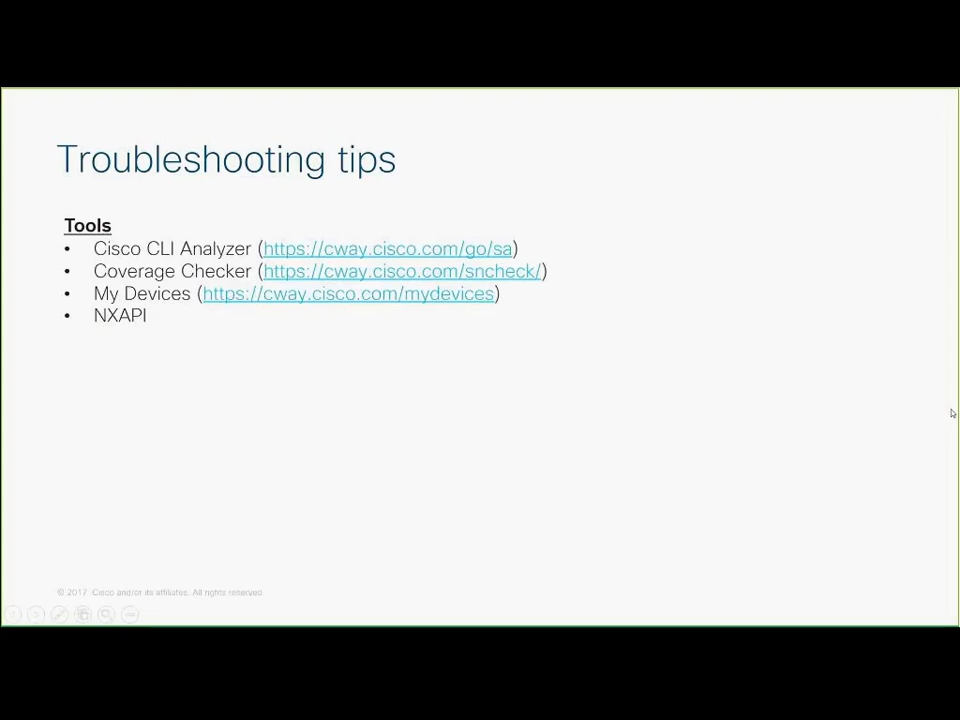 Troubleshooting tips
Tools
• Cisco CLI Analyzer (https://cway.cisco.com/go/sa)
• Coverage Checker (https://cway.cisco.com/sncheck/)
• My Devices (https://cway.cisco.com/mydevices)
• NXAPI
© 2017 Cisco and/or its affiliates. All rights reserved.